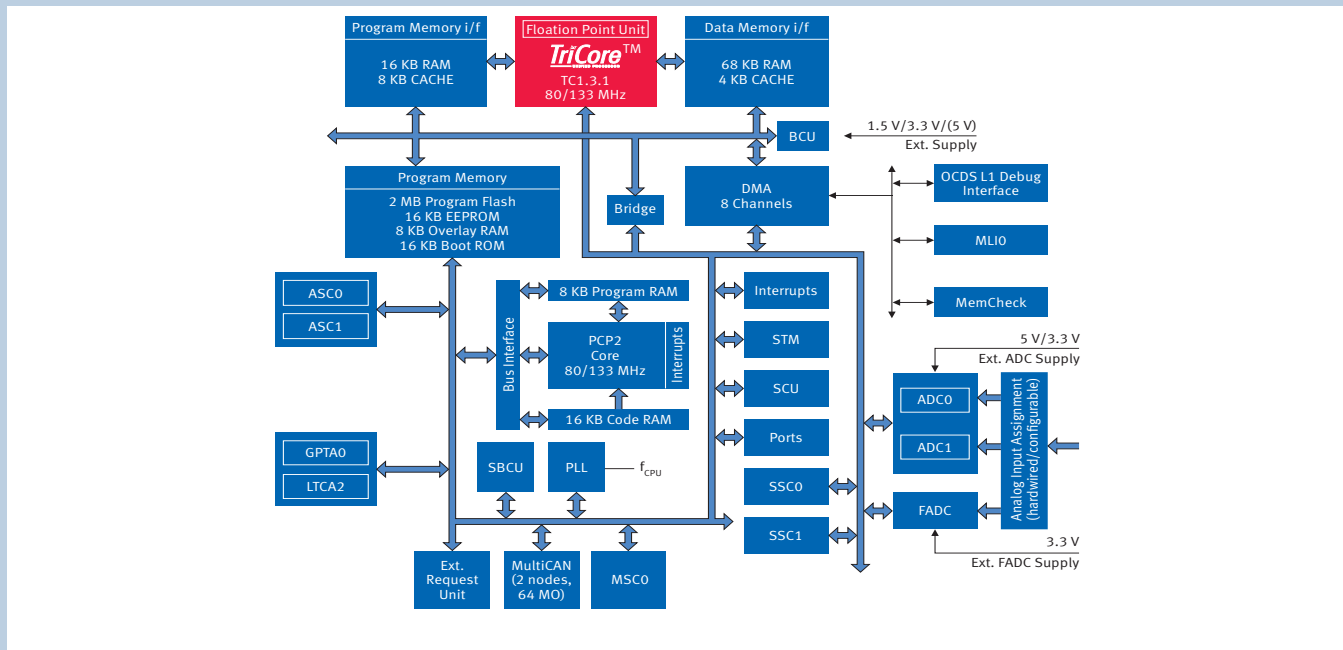 Program Memory i/f
16 KB RAM
8 KB CACHE
Floation Point Unit
TriCore™
TC1.3.1
80/133 MHz
Data Memory i/f
68 KB RAM
4 KB CACHE
BCU
1.5 V/3.3 V/(5 V)
Ext. Supply
Program Memory
2 MB Program Flash
16 KB EEPROM
8 KB Overlay RAM
16 KB Boot ROM
Bridge
DMA
8 Channels
OCDS L1 Debug
Interface
MLI0
MemCheck
ASC0
ASC1
Bus Interface
8 KB Program RAM
PCP2
Core
80/133 MHz
Interrupts
16 KB Code RAM
Interrupts
STM
SCU
Ports
SSC0
SSC1
5 V/3.3 V
Ext. ADC Supply
ADC0
ADC1
FADC
Analog Input Assignment
(hardwired/configurable)
3.3 V
Ext. FADC Supply
GPTA0
LTCA2
SBCU
PLL
fCPU
Ext.
Request
Unit
MultiCAN
(2 nodes,
64 MO)
MSC0